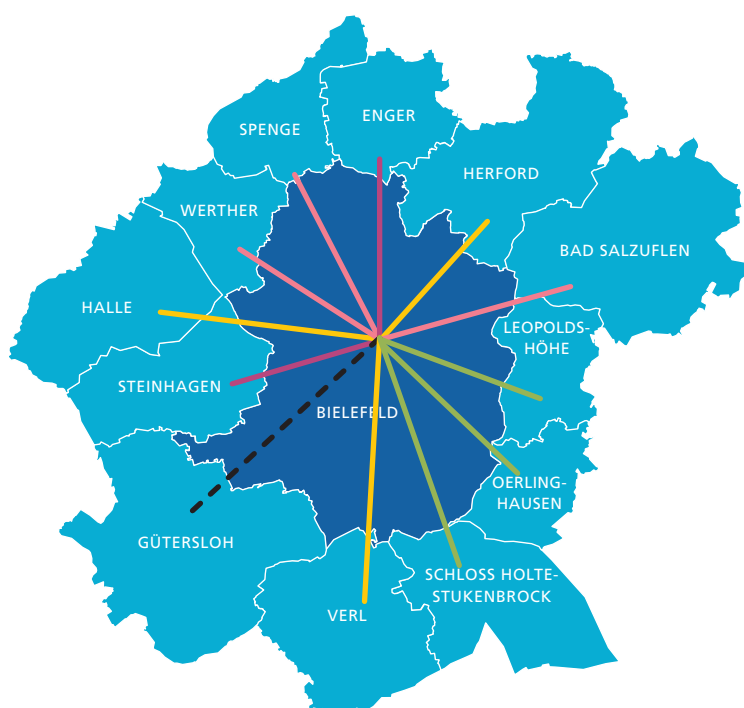 ENGER
SPENGE
HERFORD
WERTHER
BAD SALZUFLEN
HALLE
LEOPOLDS-
HÖHE
STEINHAGEN
BIELEFELD
OERLING-
HAUSEN
GÜTERSLOH
SCHLOSS HOLTE-
STUKENBROCK
VERL